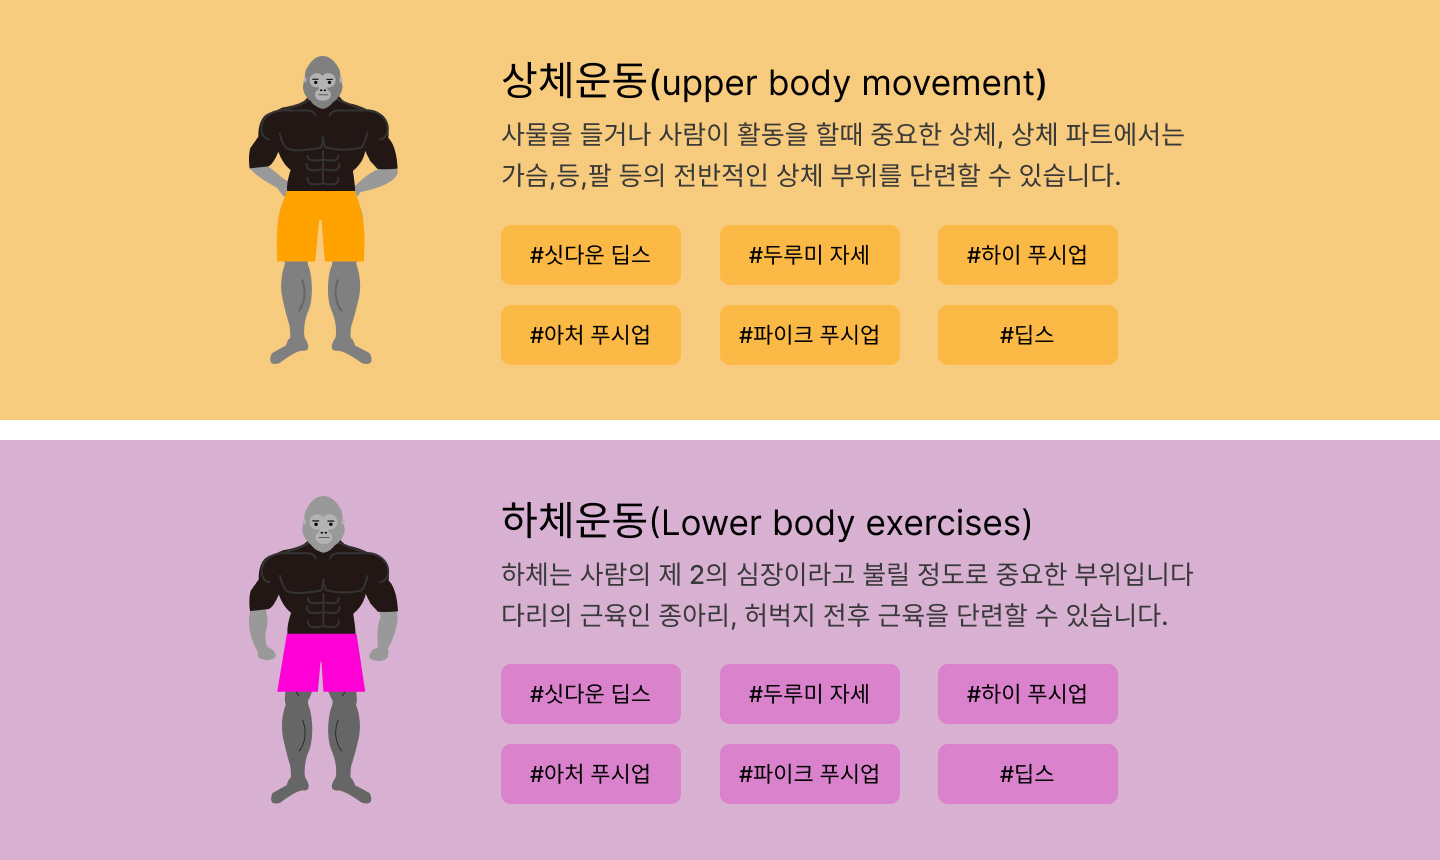 상체운동(upper body movement)
사물을 들거나 사람이 활동을 할때 중요한 상체, 상체 파트에서는
가슴,등,팔 등의 전반적인 상체 부위를 단련할 수 있습니다.
#싯다운 딥스 #두루미 자세 #하이 푸시업
#아처 푸시업 #파이크 푸시업 #딥스
하체운동(Lower body exercises)
하체는 사람의 제 2의 심장이라고 불릴 정도로 중요한 부위입니다
다리의 근육인 종아리, 허벅지 전후 근육을 단련할 수 있습니다.
#싯다운 딥스 #두루미 자세 #하이 푸시업
#아처 푸시업 #파이크 푸시업 #딥스